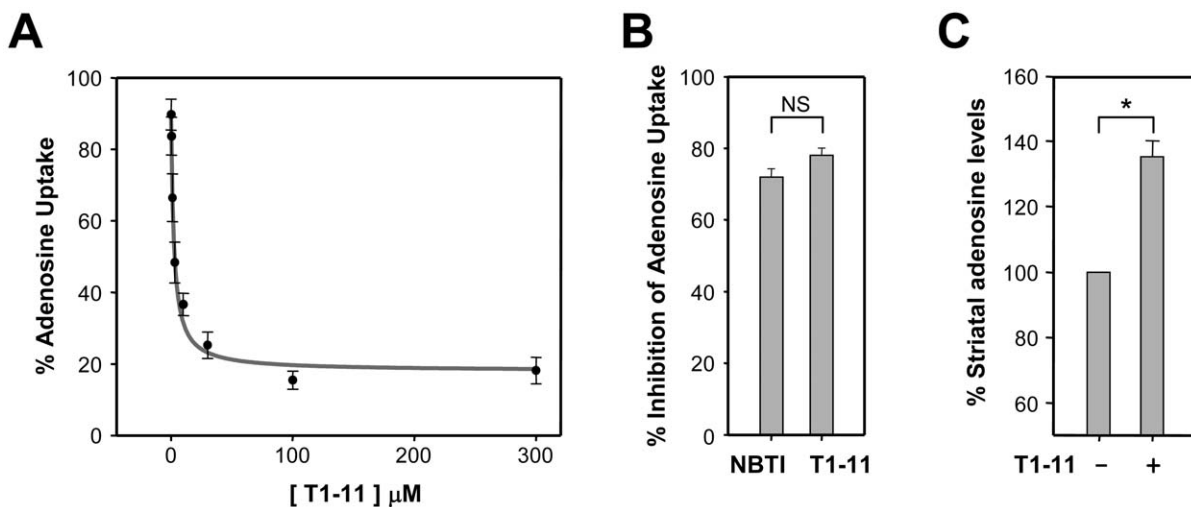 A
% Adenosine Uptake
100
80
60
40
20
0
0 100 200 300
[ T1-11 ] μM
B
% Inhibition of Adenosine Uptake
100
80
60
40
20
0
NS
NBTI T1-11
C
% Striatal adenosine levels
160
140
120
100
80
60
*
T1-11 − +